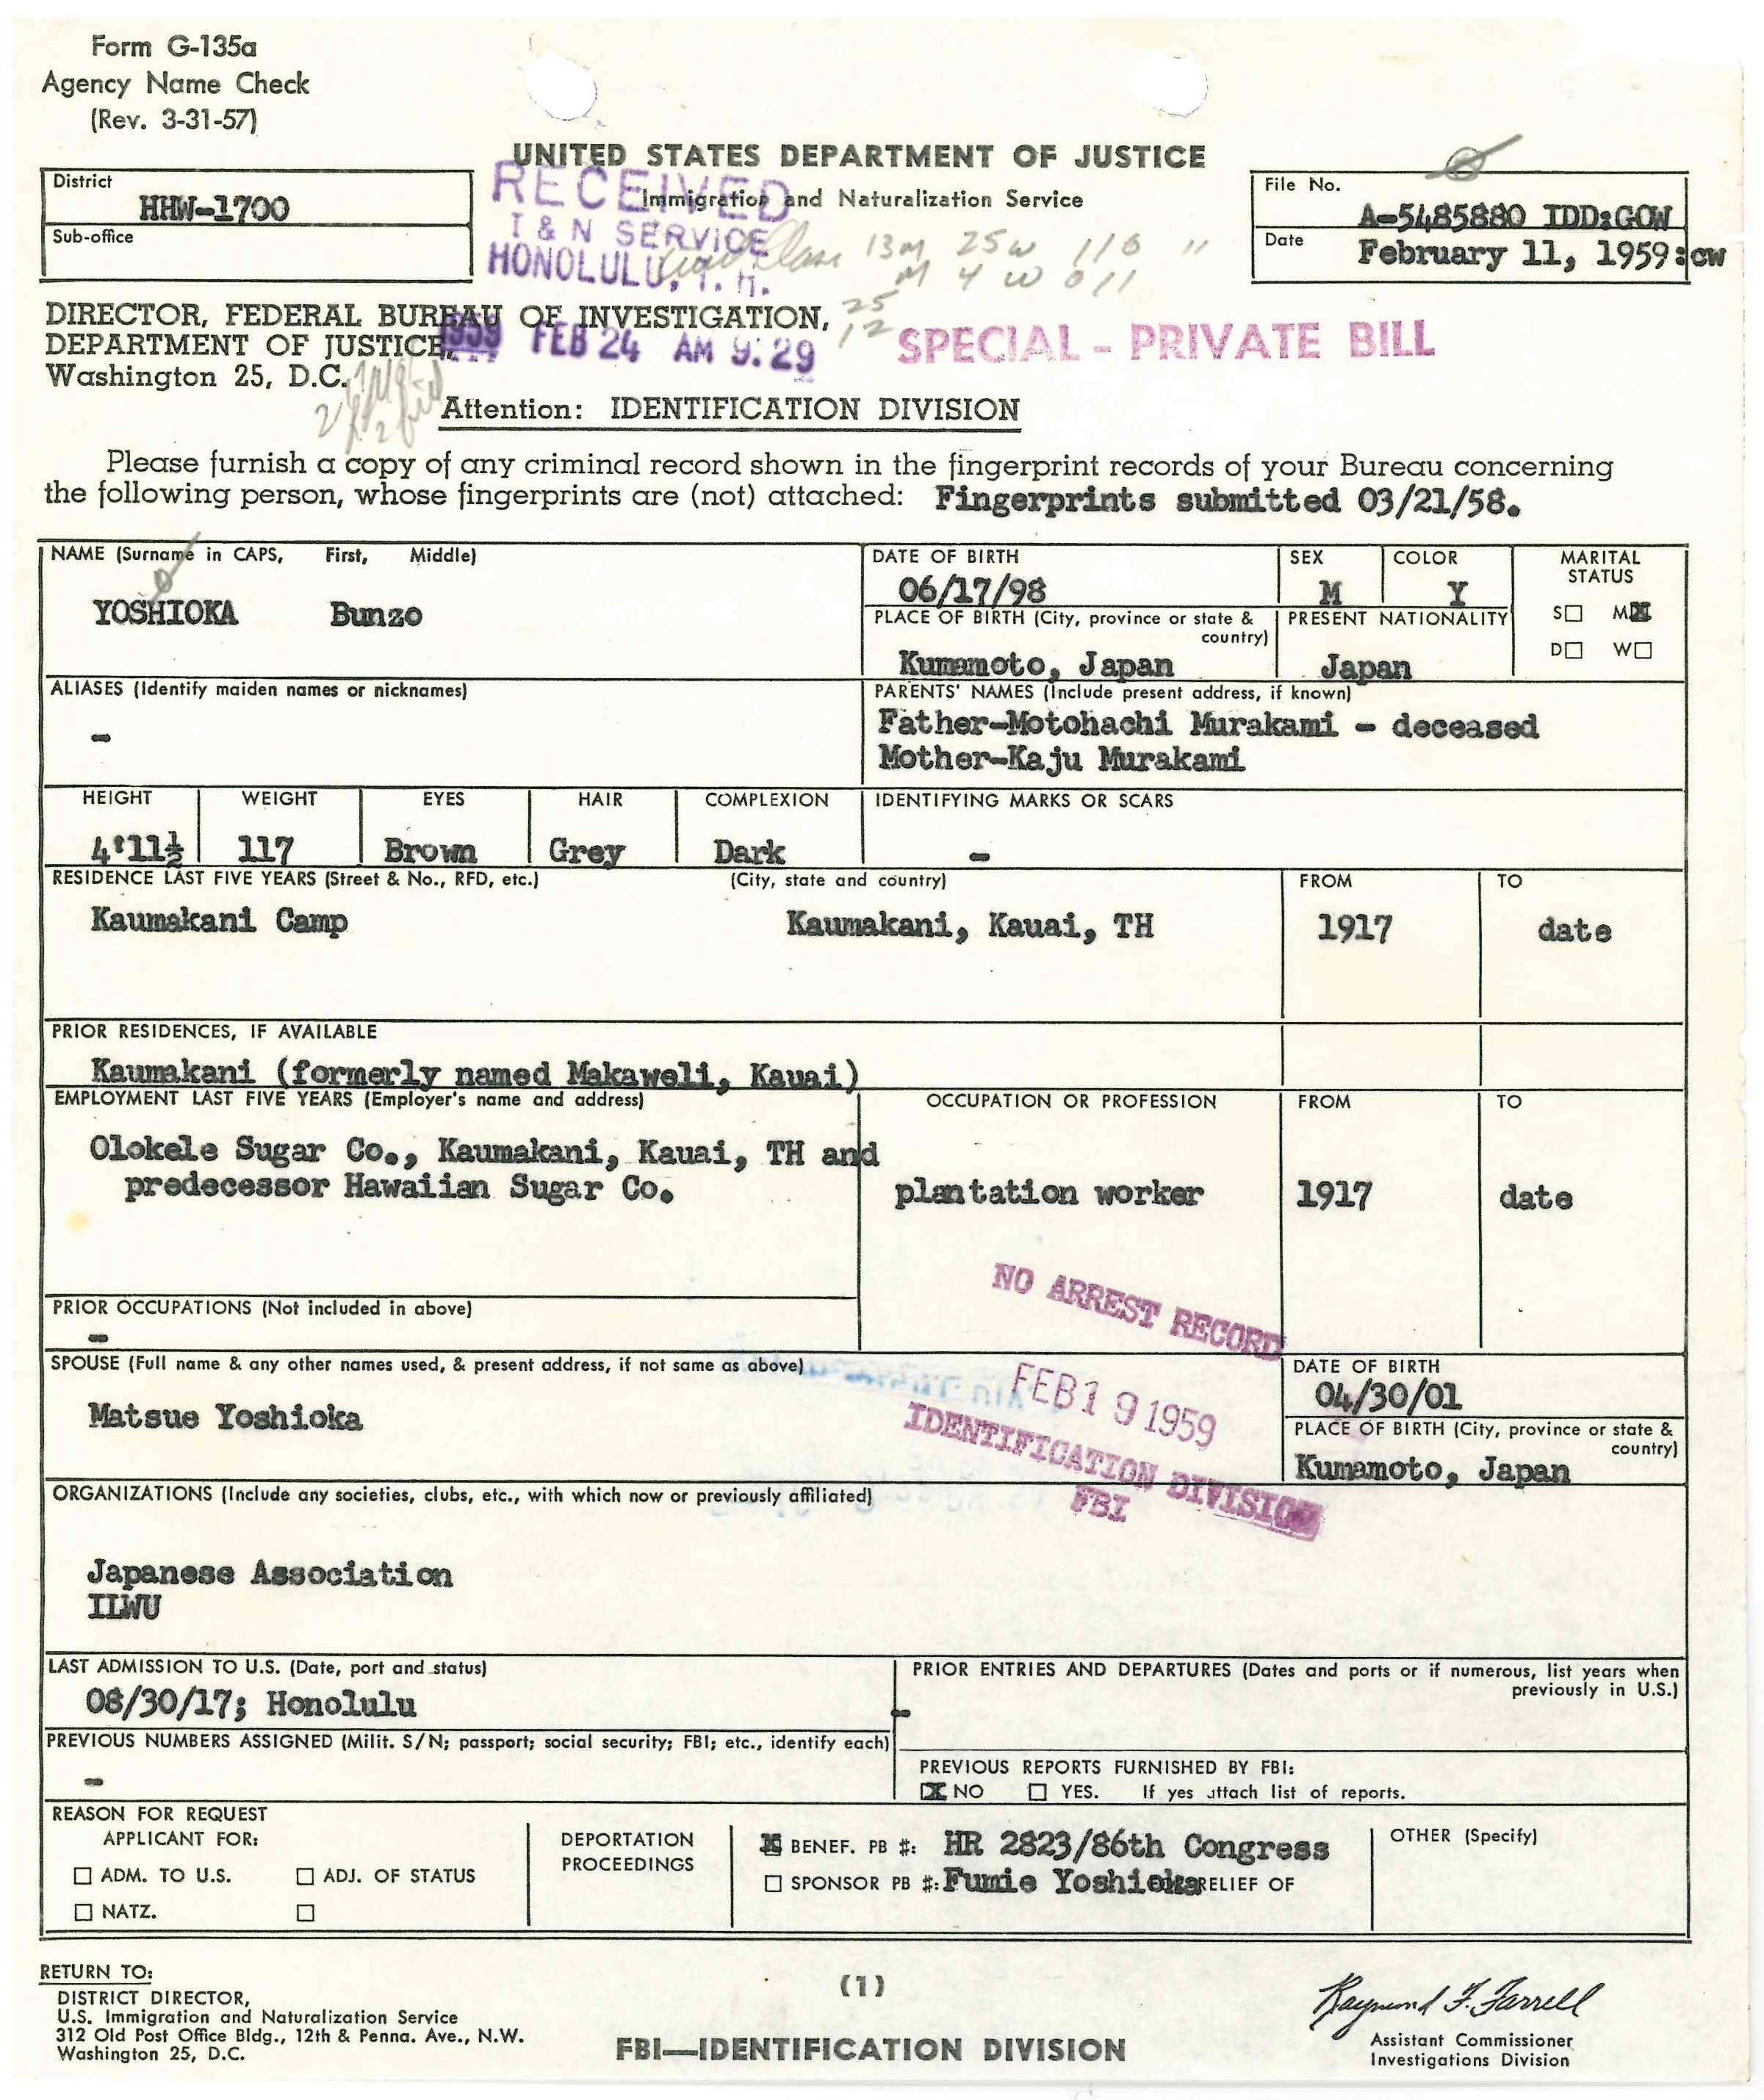 Form G-135a
Agency Name Check
(Rev. 3-31-57)
UNITED STATES DEPARTMENT OF JUSTICE
Immigration and Naturalization Service
District
HHW-1700
Sub-office
RECEIVED
I & N SERVICE
HONOLULU, T. H.
1959 FEB 24 AM 9:29
File No.
A-5485880 IDD:GOW
Date
February 11, 1959:cw
Class 13 M 25 W 110 11
M 4 W 011
25
12
DIRECTOR, FEDERAL BUREAU OF INVESTIGATION,
DEPARTMENT OF JUSTICE,
Washington 25, D.C.
SPECIAL - PRIVATE BILL
Attention: IDENTIFICATION DIVISION
Please furnish a copy of any criminal record shown in the fingerprint records of your Bureau concerning
the following person, whose fingerprints are (not) attached: Fingerprints submitted 03/21/58.
NAME (Surname in CAPS, First, Middle)
YOSHIOKA Bunzo
DATE OF BIRTH
06/17/98
SEX
M
COLOR
Y
MARITAL
STATUS
S☐ M☒
D☐ W☐
PLACE OF BIRTH (City, province or state &
country)
Kumamoto, Japan
PRESENT NATIONALITY
Japan
ALIASES (Identify maiden names or nicknames)
-
PARENTS' NAMES (Include present address, if known)
Father-Motohachi Murakami - deceased
Mother-Kaju Murakami
HEIGHT
4'11½
WEIGHT
117
EYES
Brown
HAIR
Grey
COMPLEXION
Dark
IDENTIFYING MARKS OR SCARS
-
RESIDENCE LAST FIVE YEARS (Street & No., RFD, etc.) (City, state and country) FROM TO
Kaumakani Camp Kaumakani, Kauai, TH 1917 date
PRIOR RESIDENCES, IF AVAILABLE
Kaumakani (formerly named Makaweli, Kauai)
EMPLOYMENT LAST FIVE YEARS (Employer's name and address) OCCUPATION OR PROFESSION FROM TO
Olokele Sugar Co., Kaumakani, Kauai, TH and
predecessor Hawaiian Sugar Co. plantation worker 1917 date
PRIOR OCCUPATIONS (Not included in above)
-
NO ARREST RECORD
FEB 19 1959
IDENTIFICATION DIVISION
FBI
SPOUSE (Full name & any other names used, & present address, if not same as above)
Matsue Yoshioka
DATE OF BIRTH
04/30/01
PLACE OF BIRTH (City, province or state &
country)
Kumamoto, Japan
ORGANIZATIONS (Include any societies, clubs, etc., with which now or previously affiliated)
Japanese Association
ILWU
LAST ADMISSION TO U.S. (Date, port and status)
08/30/17; Honolulu
PRIOR ENTRIES AND DEPARTURES (Dates and ports or if numerous, list years when
previously in U.S.)
-
PREVIOUS NUMBERS ASSIGNED (Milit. S/N; passport; social security; FBI; etc., identify each)
-
PREVIOUS REPORTS FURNISHED BY FBI:
☒ NO ☐ YES. If yes attach list of reports.
REASON FOR REQUEST
APPLICANT FOR:
☐ ADM. TO U.S. ☐ ADJ. OF STATUS
☐ NATZ. ☐
DEPORTATION
PROCEEDINGS
☒ BENEF. PB #: HR 2823/86th Congress
☐ SPONSOR PB #: Fumie Yoshioka RELIEF OF
OTHER (Specify)
RETURN TO:
DISTRICT DIRECTOR,
U.S. Immigration and Naturalization Service
312 Old Post Office Bldg., 12th & Penna. Ave., N.W.
Washington 25, D.C.
(1)
FBI—IDENTIFICATION DIVISION
Raymond F. Farrell
Assistant Commissioner
Investigations Division